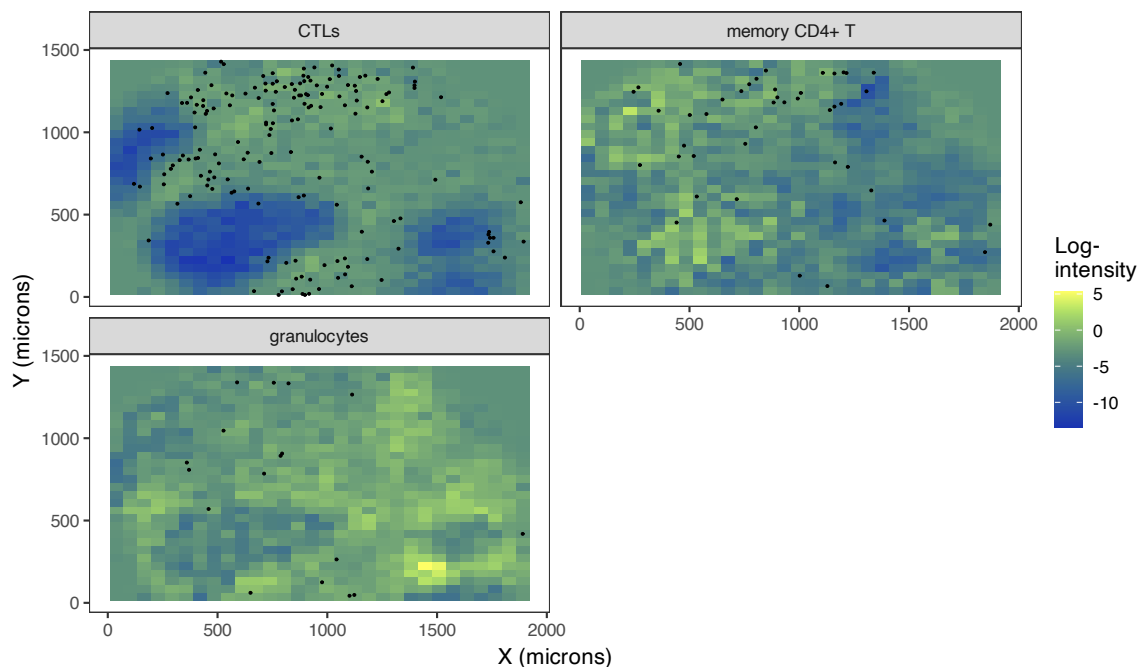 CTLs
memory CD4+ T
1500
1000
500
0
0 500 1000 1500 2000
granulocytes
1500
1000
500
0
0 500 1000 1500 2000
X (microns)
Y (microns)
Log-
intensity
5
0
-5
-10